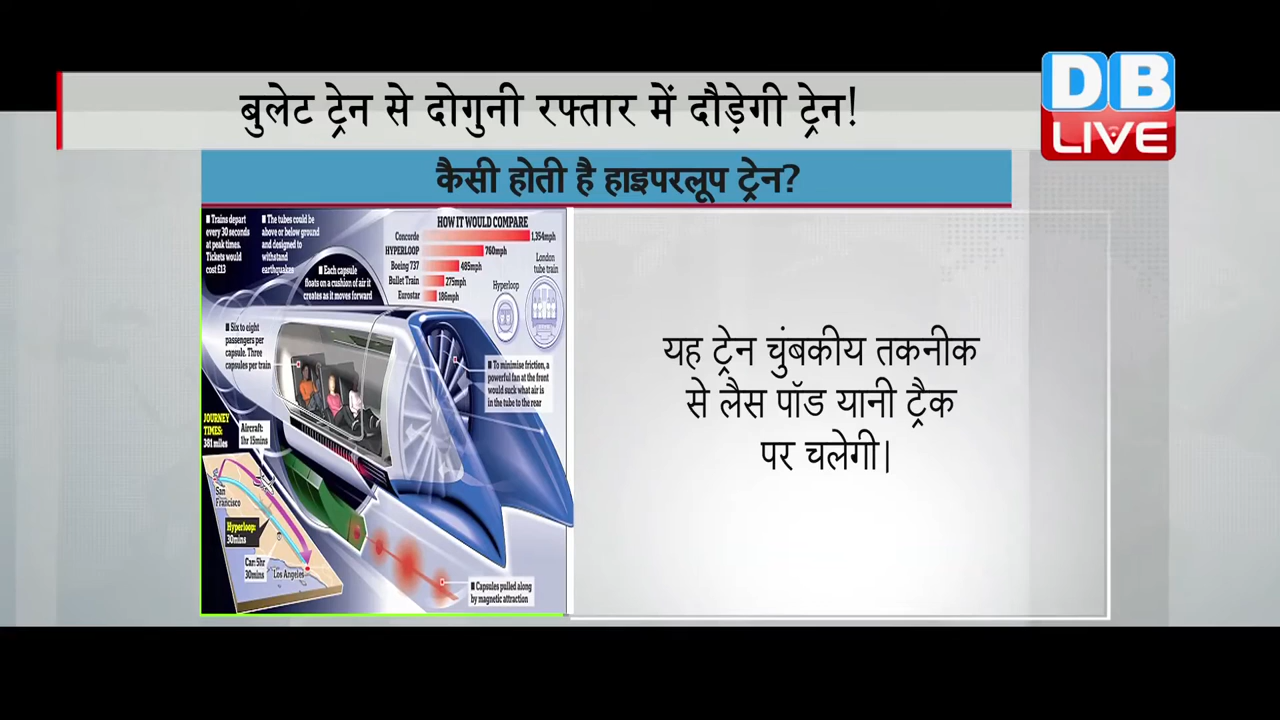 बुलेट ट्रेन से दोगुनी रफ्तार में दौड़ेगी ट्रेन!
DB
LIVE
कैसी होती है हाइपरलूप ट्रेन?
■ Trains depart
every 30 seconds
at peak times.
Tickets would
cost £13
■ The tubes could be
above or below ground
and designed to
withstand
earthquakes
■ Each capsule
floats on a cushion of air it
creates as it moves forward
HOW IT WOULD COMPARE
Concorde 1,354mph
HYPERLOOP 760mph
Boeing 737 485mph
Bullet Train 275mph
Eurostar 186mph
Hyperloop
London
tube train
■ Six to eight
passengers per
capsule. Three
capsules per train
■ To minimise friction, a
powerful fan at the front
would suck what air is
in the tube to the rear
JOURNEY
TIMES:
381 miles
Aircraft:
1hr 15mins
San
Francisco
Hyperloop:
30mins
Car: 5hr
30mins
Los Angeles
■ Capsules pulled along
by magnetic attraction
यह ट्रेन चुंबकीय तकनीक
से लैस पॉड यानी ट्रैक
पर चलेगी।